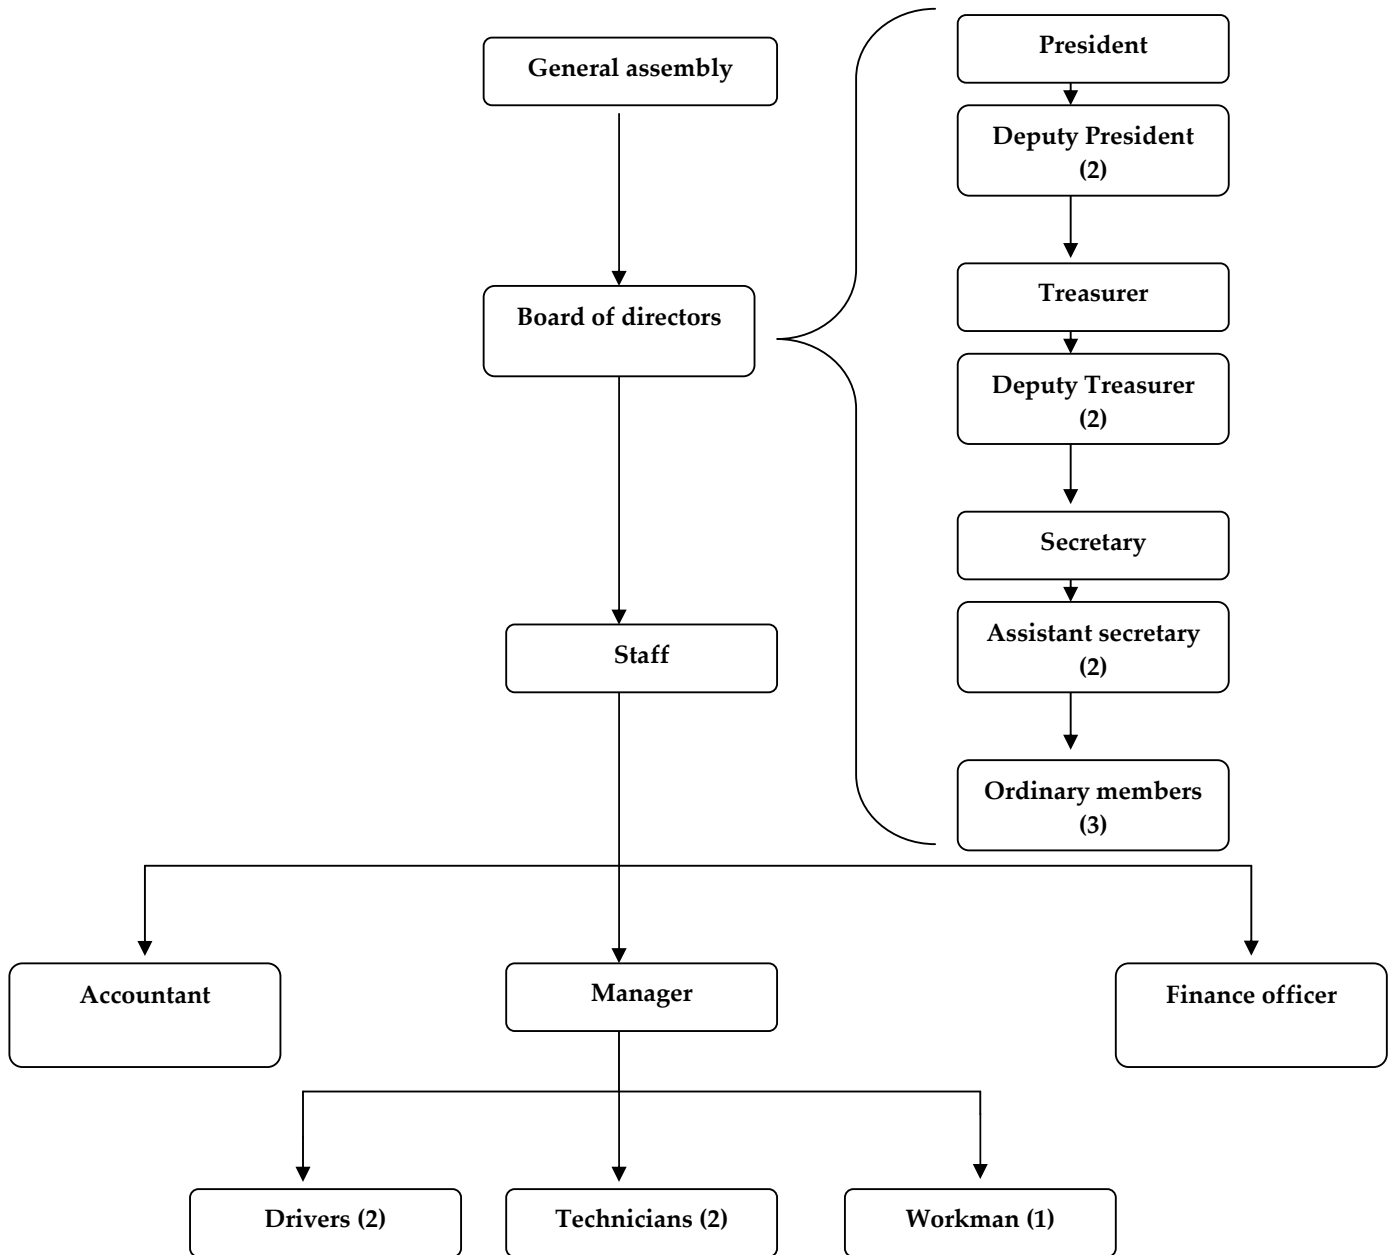 General assembly
Board of directors
Staff
President
Deputy President
(2)
Treasurer
Deputy Treasurer
(2)
Secretary
Assistant secretary
(2)
Ordinary members
(3)
Accountant
Manager
Finance officer
Drivers (2)
Technicians (2)
Workman (1)